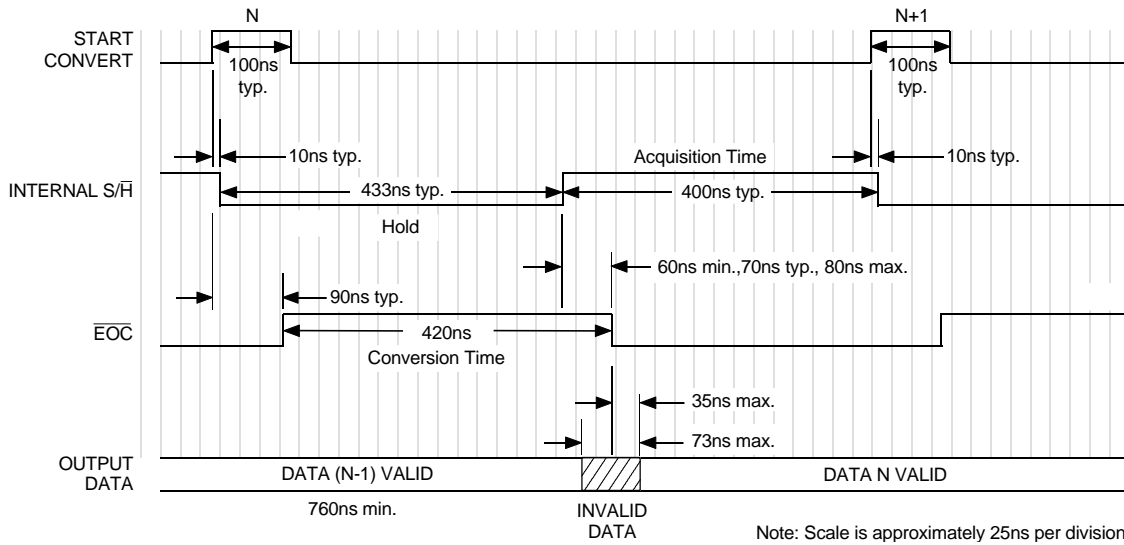 N
N+1
START
CONVERT
100ns
typ.
100ns
typ.
10ns typ.
Acquisition Time
10ns typ.
INTERNAL S/H̅
433ns typ.
400ns typ.
Hold
60ns min.,70ns typ., 80ns max.
90ns typ.
E̅O̅C̅
420ns
Conversion Time
35ns max.
73ns max.
OUTPUT
DATA
DATA (N-1) VALID
DATA N VALID
760ns min.
INVALID
DATA
Note: Scale is approximately 25ns per division